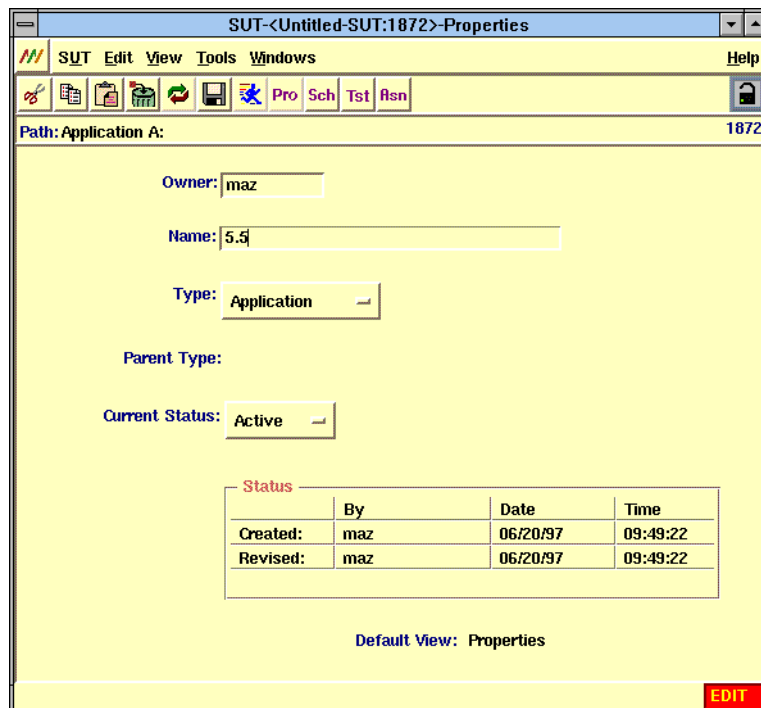 SUT-<Untitled-SUT:1872>-Properties
SUT Edit View Tools Windows Help
Pro Sch Tst Asn
Path: Application A: 1872
Owner: maz
Name: 5.5
Type: Application
Parent Type:
Current Status: Active
Status
By Date Time
Created: maz 06/20/97 09:49:22
Revised: maz 06/20/97 09:49:22
Default View: Properties
EDIT